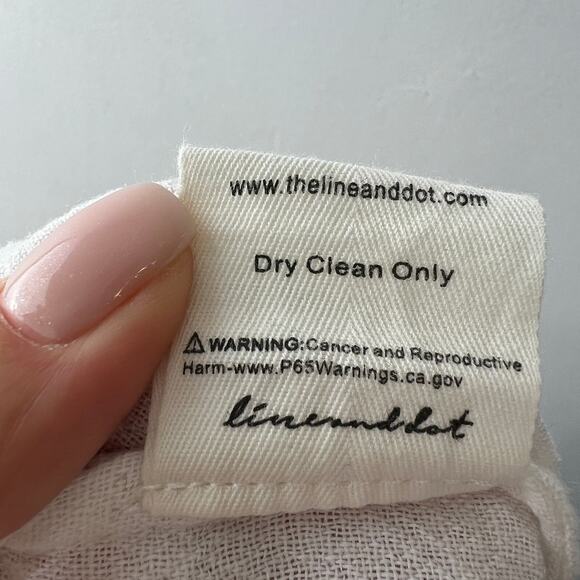 www.thelineanddot.com
Dry Clean Only
⚠ WARNING:Cancer and Reproductive
Harm-www.P65Warnings.ca.gov
lineanddot